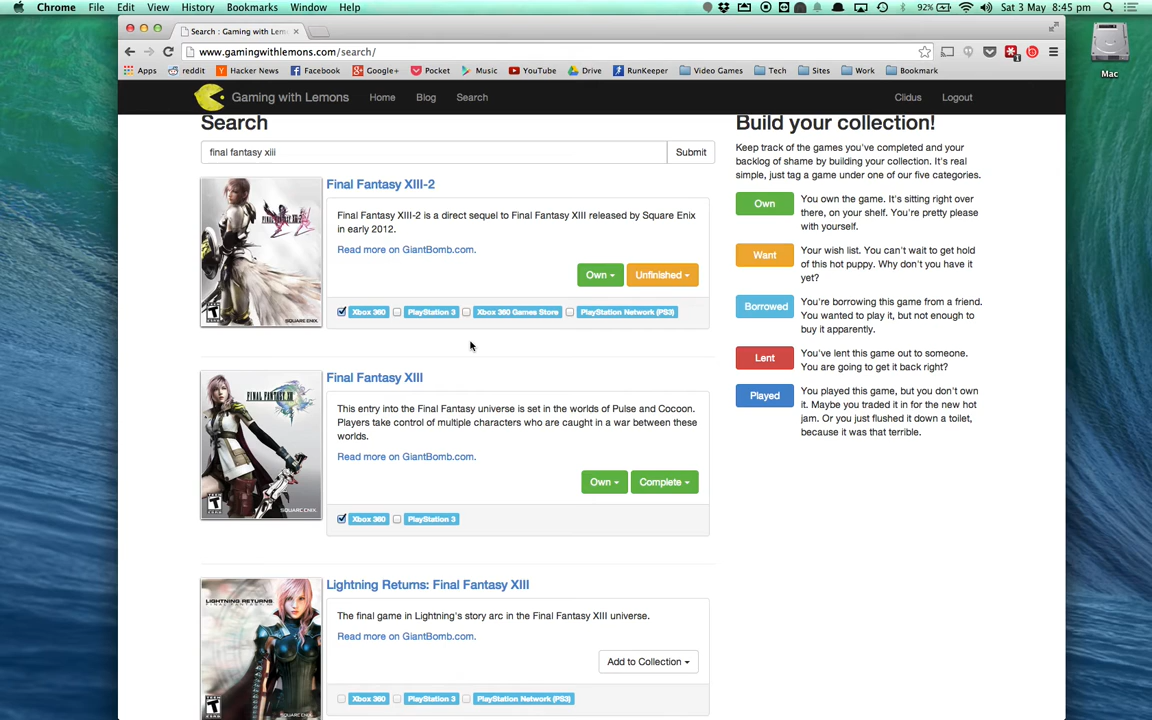 Chrome File Edit View History Bookmarks Window Help 92% Sat 3 May 8:45 pm
Search : Gaming with Lem
www.gamingwithlemons.com/search/
Apps reddit Hacker News Facebook Google+ Pocket Music YouTube Drive RunKeeper Video Games Tech Sites Work Bookmark
Mac
Gaming with Lemons Home Blog Search Clidus Logout
Search
final fantasy xiii Submit
Final Fantasy XIII-2
Final Fantasy XIII-2 is a direct sequel to Final Fantasy XIII released by Square Enix
in early 2012.
Read more on GiantBomb.com.
Own Unfinished
Xbox 360 PlayStation 3 Xbox 360 Games Store PlayStation Network (PS3)
Final Fantasy XIII
This entry into the Final Fantasy universe is set in the worlds of Pulse and Cocoon.
Players take control of multiple characters who are caught in a war between these
worlds.
Read more on GiantBomb.com.
Own Complete
Xbox 360 PlayStation 3
Lightning Returns: Final Fantasy XIII
The final game in Lightning's story arc in the Final Fantasy XIII universe.
Read more on GiantBomb.com.
Add to Collection
Xbox 360 PlayStation 3 PlayStation Network (PS3)
Build your collection!
Keep track of the games you've completed and your
backlog of shame by building your collection. It's real
simple, just tag a game under one of our five categories.
Own You own the game. It's sitting right over
there, on your shelf. You're pretty please
with yourself.
Want Your wish list. You can't wait to get hold
of this hot puppy. Why don't you have it
yet?
Borrowed You're borrowing this game from a friend.
You wanted to play it, but not enough to
buy it apparently.
Lent You've lent this game out to someone.
You are going to get it back right?
Played You played this game, but you don't own
it. Maybe you traded it in for the new hot
jam. Or you just flushed it down a toilet,
because it was that terrible.